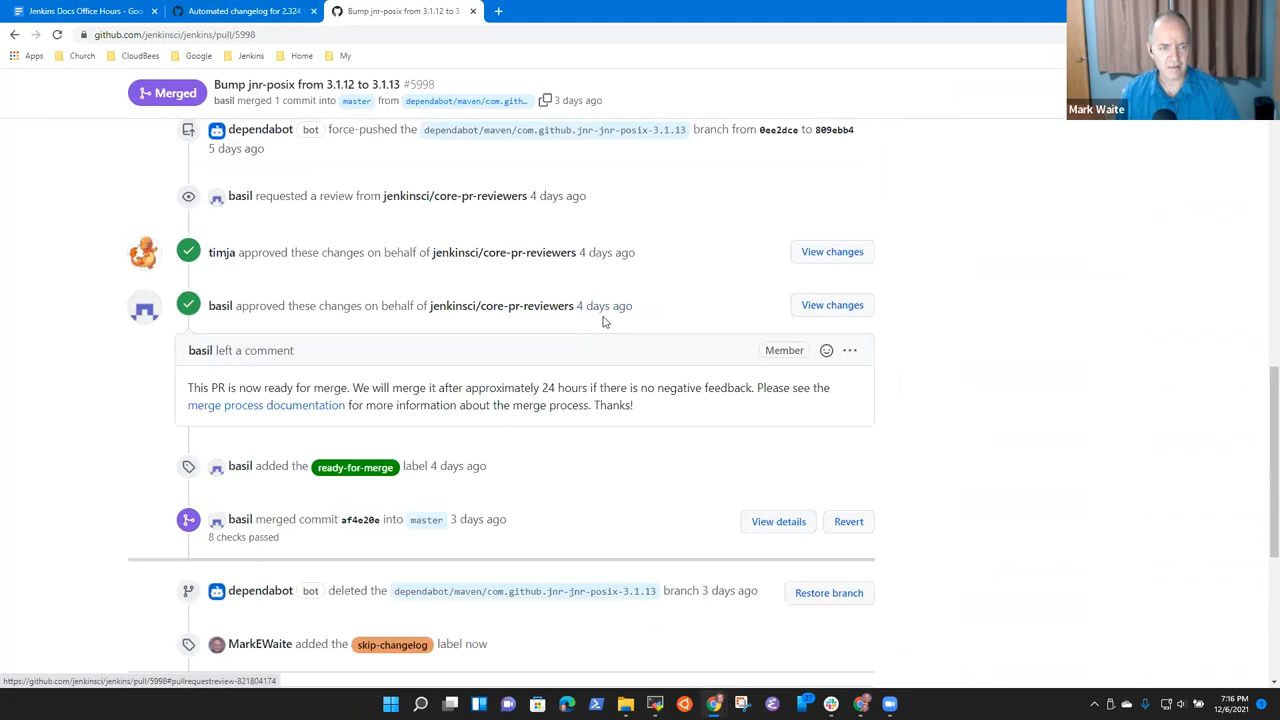 Jenkins Docs Office Hours - Goo
Automated changelog for 2.324
Bump jnr-posix from 3.1.12 to 3.
github.com/jenkinsci/jenkins/pull/5998
Apps
Church
CloudBees
Google
Jenkins
Home
My
Mark Waite
Merged
Bump jnr-posix from 3.1.12 to 3.1.13 #5998
basil merged 1 commit into master from dependabot/maven/com.gith… 3 days ago
dependabot bot force-pushed the dependabot/maven/com.github.jnr-jnr-posix-3.1.13 branch from 0ee2dce to 809ebb4
5 days ago
basil requested a review from jenkinsci/core-pr-reviewers 4 days ago
timja approved these changes on behalf of jenkinsci/core-pr-reviewers 4 days ago
View changes
basil approved these changes on behalf of jenkinsci/core-pr-reviewers 4 days ago
View changes
basil left a comment
Member
This PR is now ready for merge. We will merge it after approximately 24 hours if there is no negative feedback. Please see the
merge process documentation for more information about the merge process. Thanks!
basil added the ready-for-merge label 4 days ago
basil merged commit af4e20e into master 3 days ago
View details
Revert
8 checks passed
dependabot bot deleted the dependabot/maven/com.github.jnr-jnr-posix-3.1.13 branch 3 days ago
Restore branch
MarkEWaite added the skip-changelog label now
https://github.com/jenkinsci/jenkins/pull/5998#pullrequestreview-821804174
7:16 PM
12/6/2021